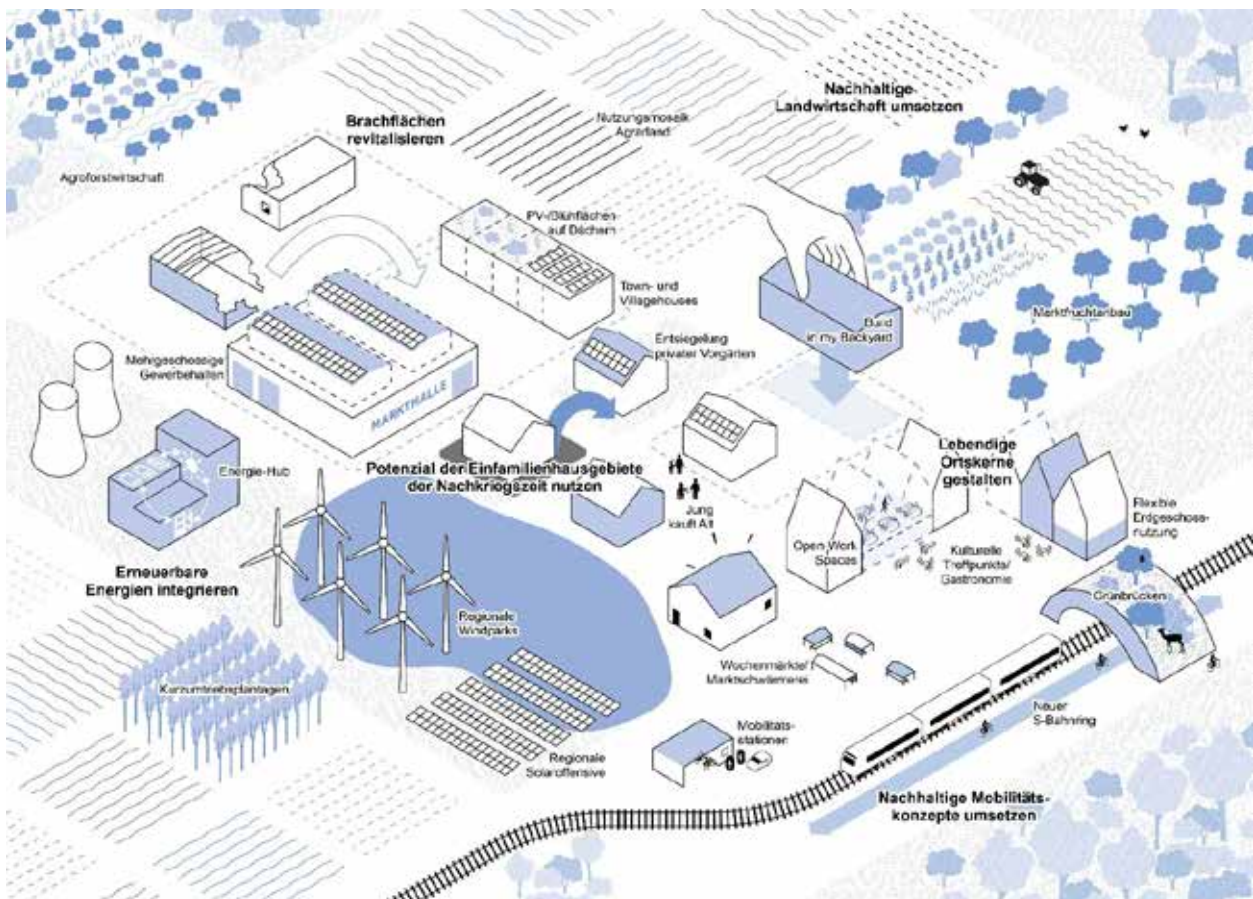 Nachhaltige
Landwirtschaft umsetzen
Brachflächen
revitalisieren
Nutzungsmosaik
Agrarland
Agroforstwirtschaft
PV-/Blühflächen
auf Dächern
Town- und
Villagehouses
Build
in my Backyard
Marktfruchtanbau
Entsiegelung
privater Vorgärten
Mehrgeschossige
Gewerbehallen
MARKTHALLE
Energie-Hub
Potenzial der Einfamilienhausgebiete
der Nachkriegszeit nutzen
Lebendige
Ortskerne
gestalten
Jung
kauft Alt
Flexible
Erdgeschoss-
nutzung
Open Work
Spaces
Kulturelle
Treffpunkte/
Gastronomie
Erneuerbare
Energien integrieren
Grünbrücken
Regionale
Windparks
Wochenmärkte/
Marktschwärmerei
Kurzumtriebsplantagen
Neuer
S-Bahnring
Mobilitäts-
stationen
Regionale
Solaroffensive
Nachhaltige Mobilitäts-
konzepte umsetzen